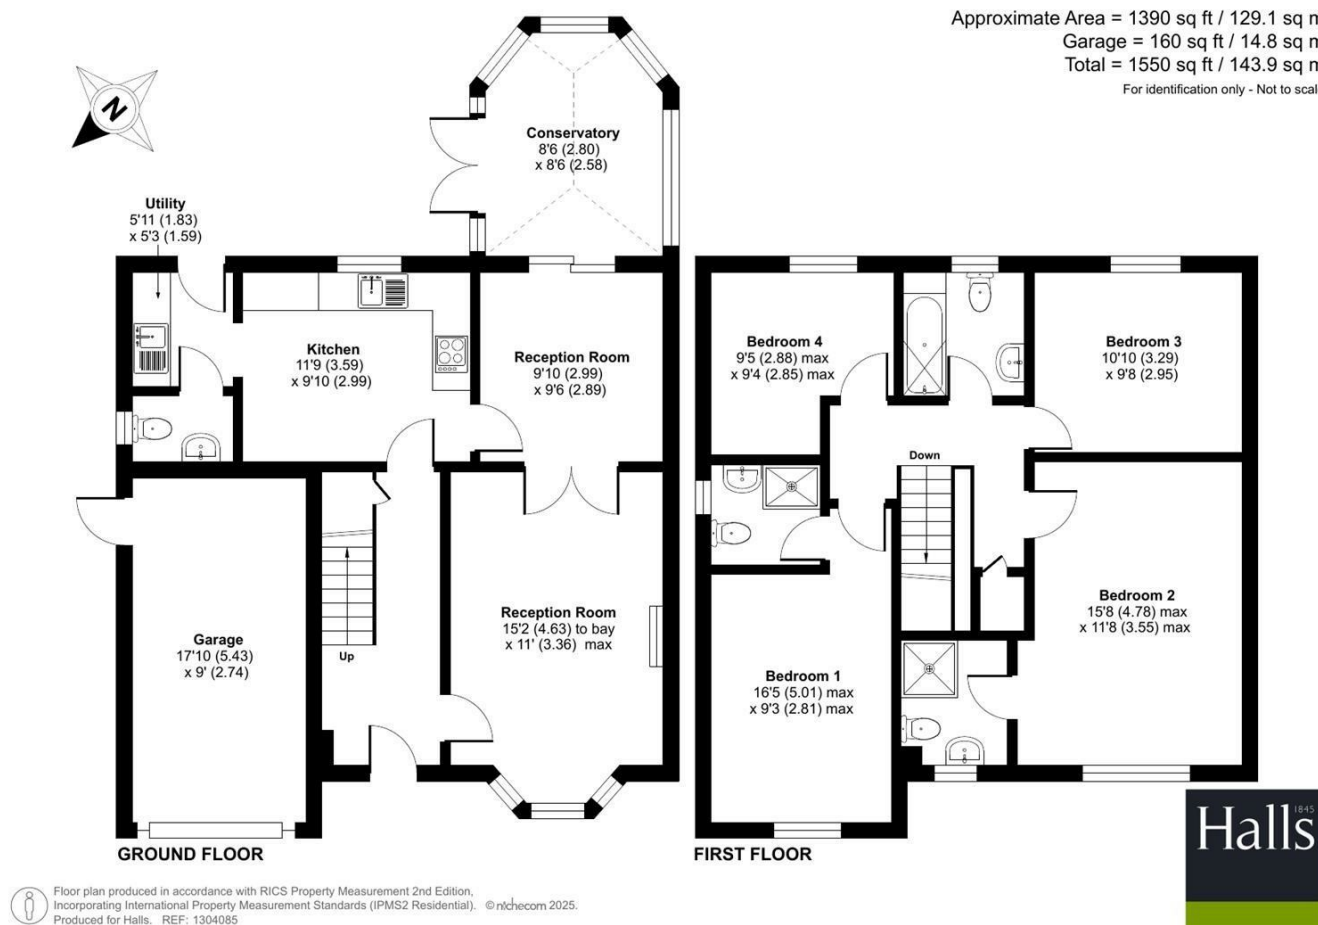 Approximate Area = 1390 sq ft / 129.1 sq m
Garage = 160 sq ft / 14.8 sq m
Total = 1550 sq ft / 143.9 sq m
For identification only - Not to scale
N
Conservatory
8'6 (2.80)
x 8'6 (2.58)
Utility
5'11 (1.83)
x 5'3 (1.59)
Kitchen
11'9 (3.59)
x 9'10 (2.99)
Reception Room
9'10 (2.99)
x 9'6 (2.89)
Reception Room
15'2 (4.63) to bay
x 11' (3.36) max
Garage
17'10 (5.43)
x 9' (2.74)
Up
GROUND FLOOR
Bedroom 4
9'5 (2.88) max
x 9'4 (2.85) max
Bedroom 3
10'10 (3.29)
x 9'8 (2.95)
Down
Bedroom 2
15'8 (4.78) max
x 11'8 (3.55) max
Bedroom 1
16'5 (5.01) max
x 9'3 (2.81) max
FIRST FLOOR
Halls
1845
Floor plan produced in accordance with RICS Property Measurement 2nd Edition,
Incorporating International Property Measurement Standards (IPMS2 Residential). © nichecom 2025.
Produced for Halls. REF: 1304085